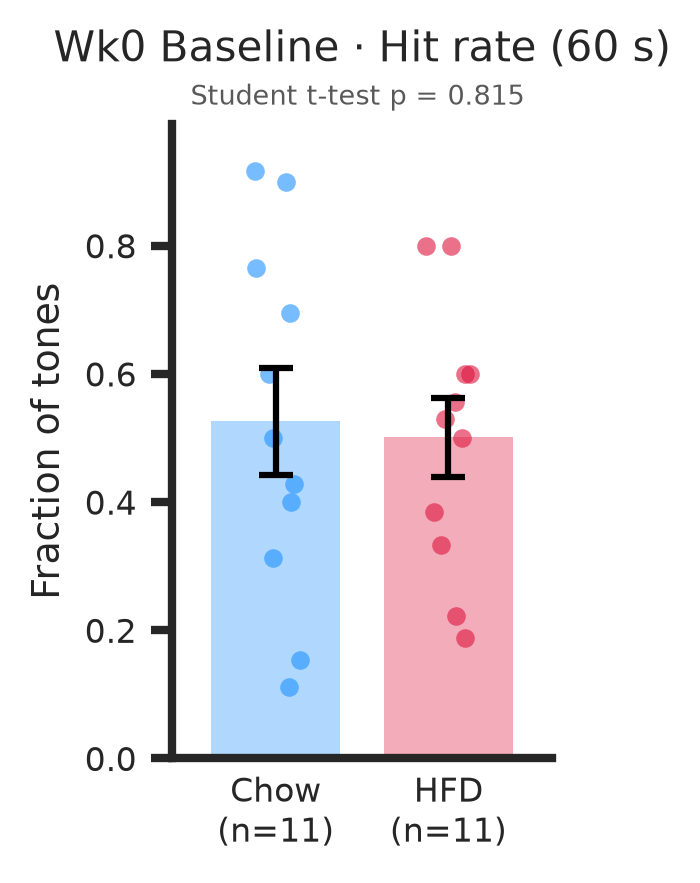 Wk0 Baseline · Hit rate (60 s)
Student t-test p = 0.815
Fraction of tones
0.8
0.6
0.4
0.2
0.0
Chow
(n=11)
HFD
(n=11)